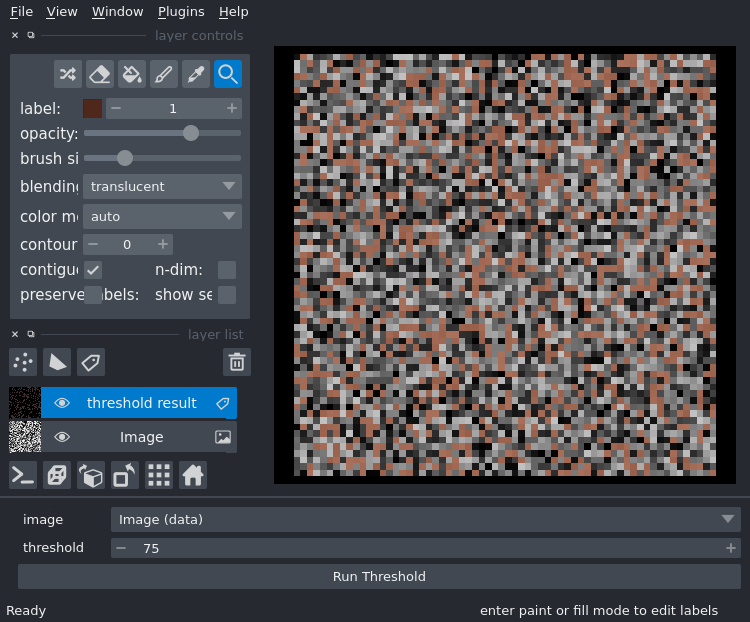 File View Window Plugins Help
layer controls
label: 1
opacity:
brush si
blending translucent
color m auto
contour 0
contigu n-dim:
preserve abels: show se
layer list
threshold result
Image
image Image (data)
threshold 75
Run Threshold
Ready enter paint or fill mode to edit labels